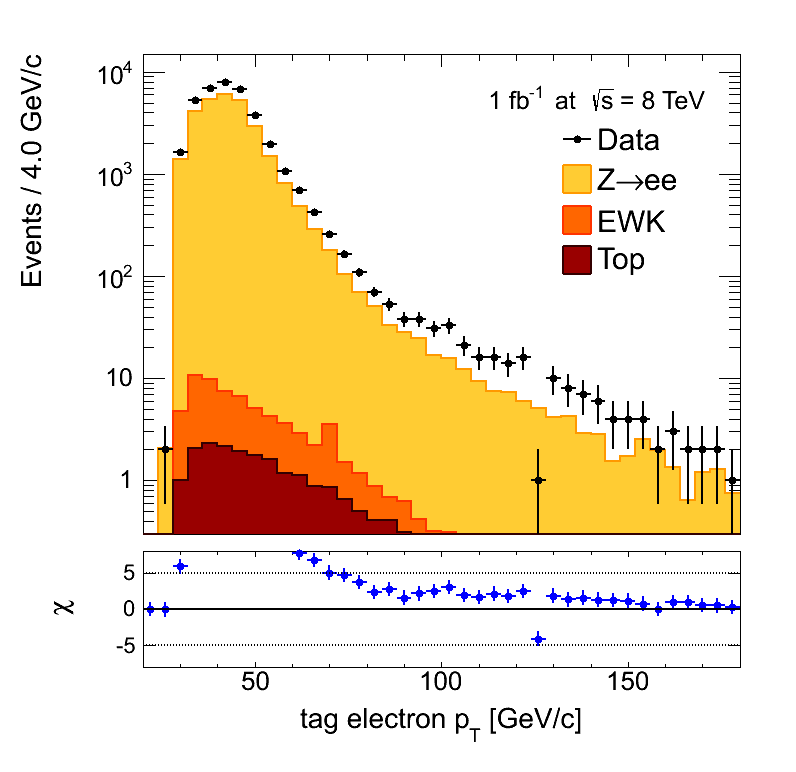 Events / 4.0 GeV/c
10⁴
10³
10²
10
1
1 fb⁻¹ at √s = 8 TeV
Data
Z→ee
EWK
Top
χ
5
0
-5
50
100
150
tag electron p_T [GeV/c]